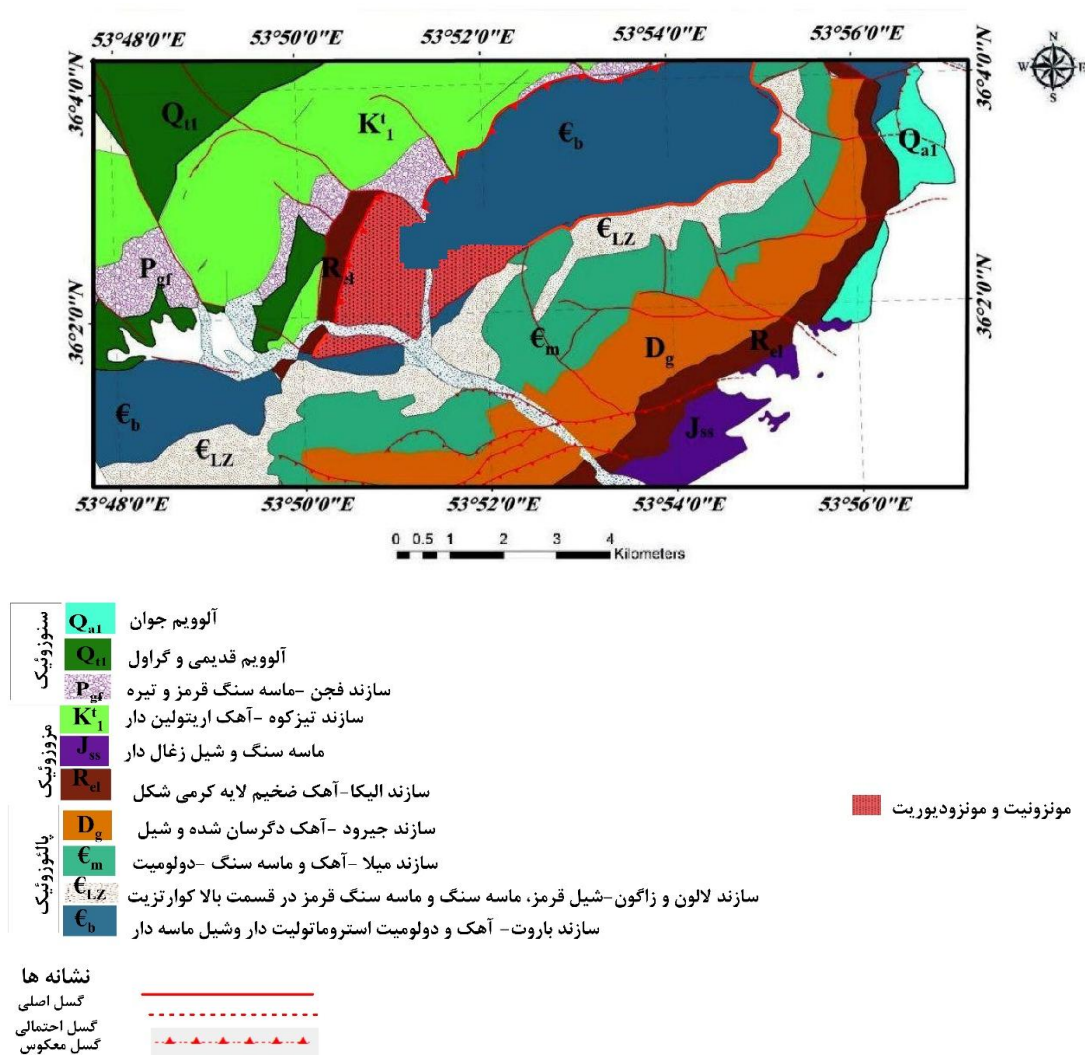 53°48'0"E 53°50'0"E 53°52'0"E 53°54'0"E 53°56'0"E
N
W E
S
36°4'0"N 36°4'0"N
36°2'0"N 36°2'0"N
Qt1
Kt1
€b
Qa1
Pgf
Rel
€LZ
€m
Dg
Rel
€b
€LZ
Jss
53°48'0"E 53°50'0"E 53°52'0"E 53°54'0"E 53°56'0"E
0 0.5 1 2 3 4
Kilometers
سنوزوئیک
Qa1 آلوویم جوان
Qt1 آلوویم قدیمی و گراول
Pgf سازند فجن -ماسه سنگ قرمز و تیره
مزوزوئیک
Kt1 سازند تیزکوه -آهک اریتولین دار
Jss ماسه سنگ و شیل زغال دار
Rel سازند الیکا-آهک ضخیم لایه کرمی شکل
پالئوزوئیک
Dg سازند جیرود -آهک دگرسان شده و شیل
€m سازند میلا -آهک و ماسه سنگ -دولومیت
€LZ سازند لالون و زاگون-شیل قرمز، ماسه سنگ و ماسه سنگ قرمز در قسمت بالا کوارتزیت
€b سازند باروت- آهک و دولومیت استروماتولیت دار وشیل ماسه دار
مونزونیت و مونزودیوریت
نشانه ها
گسل اصلی
گسل احتمالی
گسل معکوس